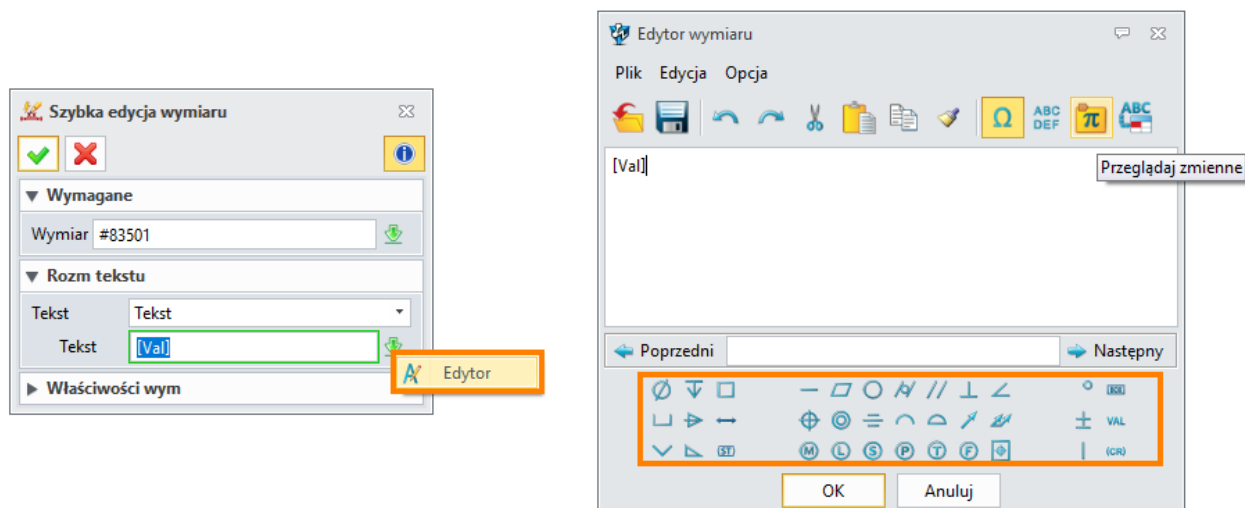 Szybka edycja wymiaru
Wymagane
Wymiar #83501
Rozm tekstu
Tekst Tekst
Tekst [Val]
Edytor
Właściwości wym
Edytor wymiaru
Plik Edycja Opcja
Ω ABC DEF π ABC
[Val]
Przeglądaj zmienne
Poprzedni Następny
VAL
ST M L S P T F (CR)
OK Anuluj